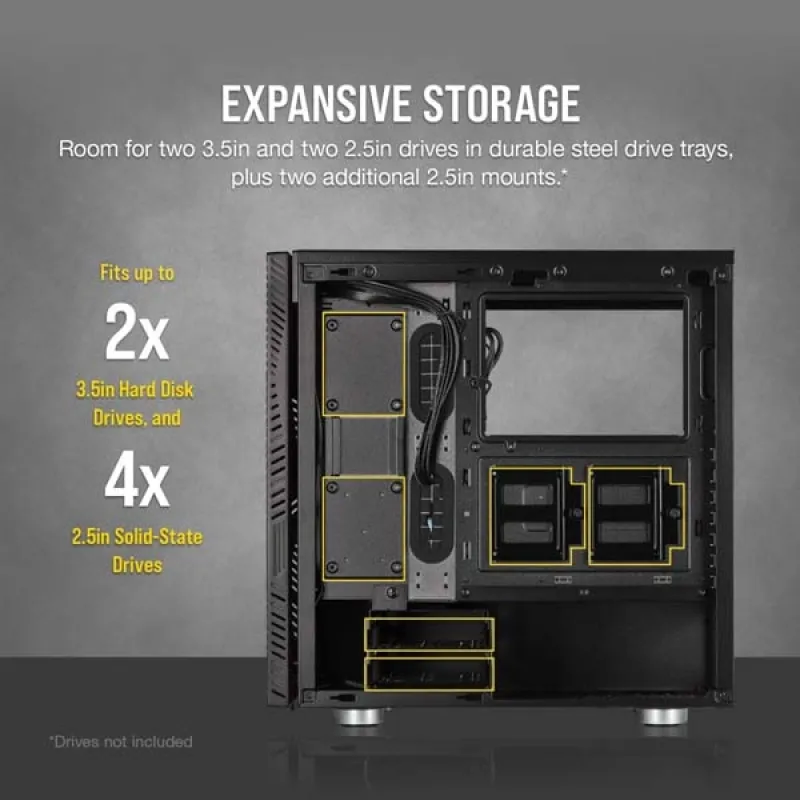 EXPANSIVE STORAGE
Room for two 3.5in and two 2.5in drives in durable steel drive trays,
plus two additional 2.5in mounts.*
Fits up to
2x
3.5in Hard Disk
Drives, and
4x
2.5in Solid-State
Drives
*Drives not included